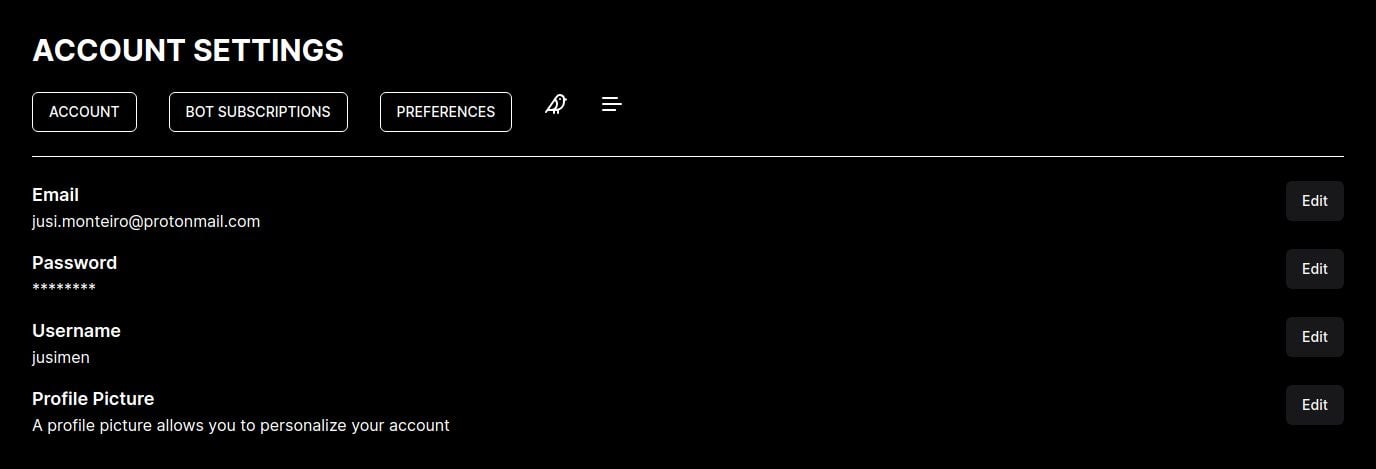 ACCOUNT SETTINGS
ACCOUNT BOT SUBSCRIPTIONS PREFERENCES
Email
jusi.monteiro@protonmail.com
Edit
Password
********
Edit
Username
jusimen
Edit
Profile Picture
A profile picture allows you to personalize your account
Edit